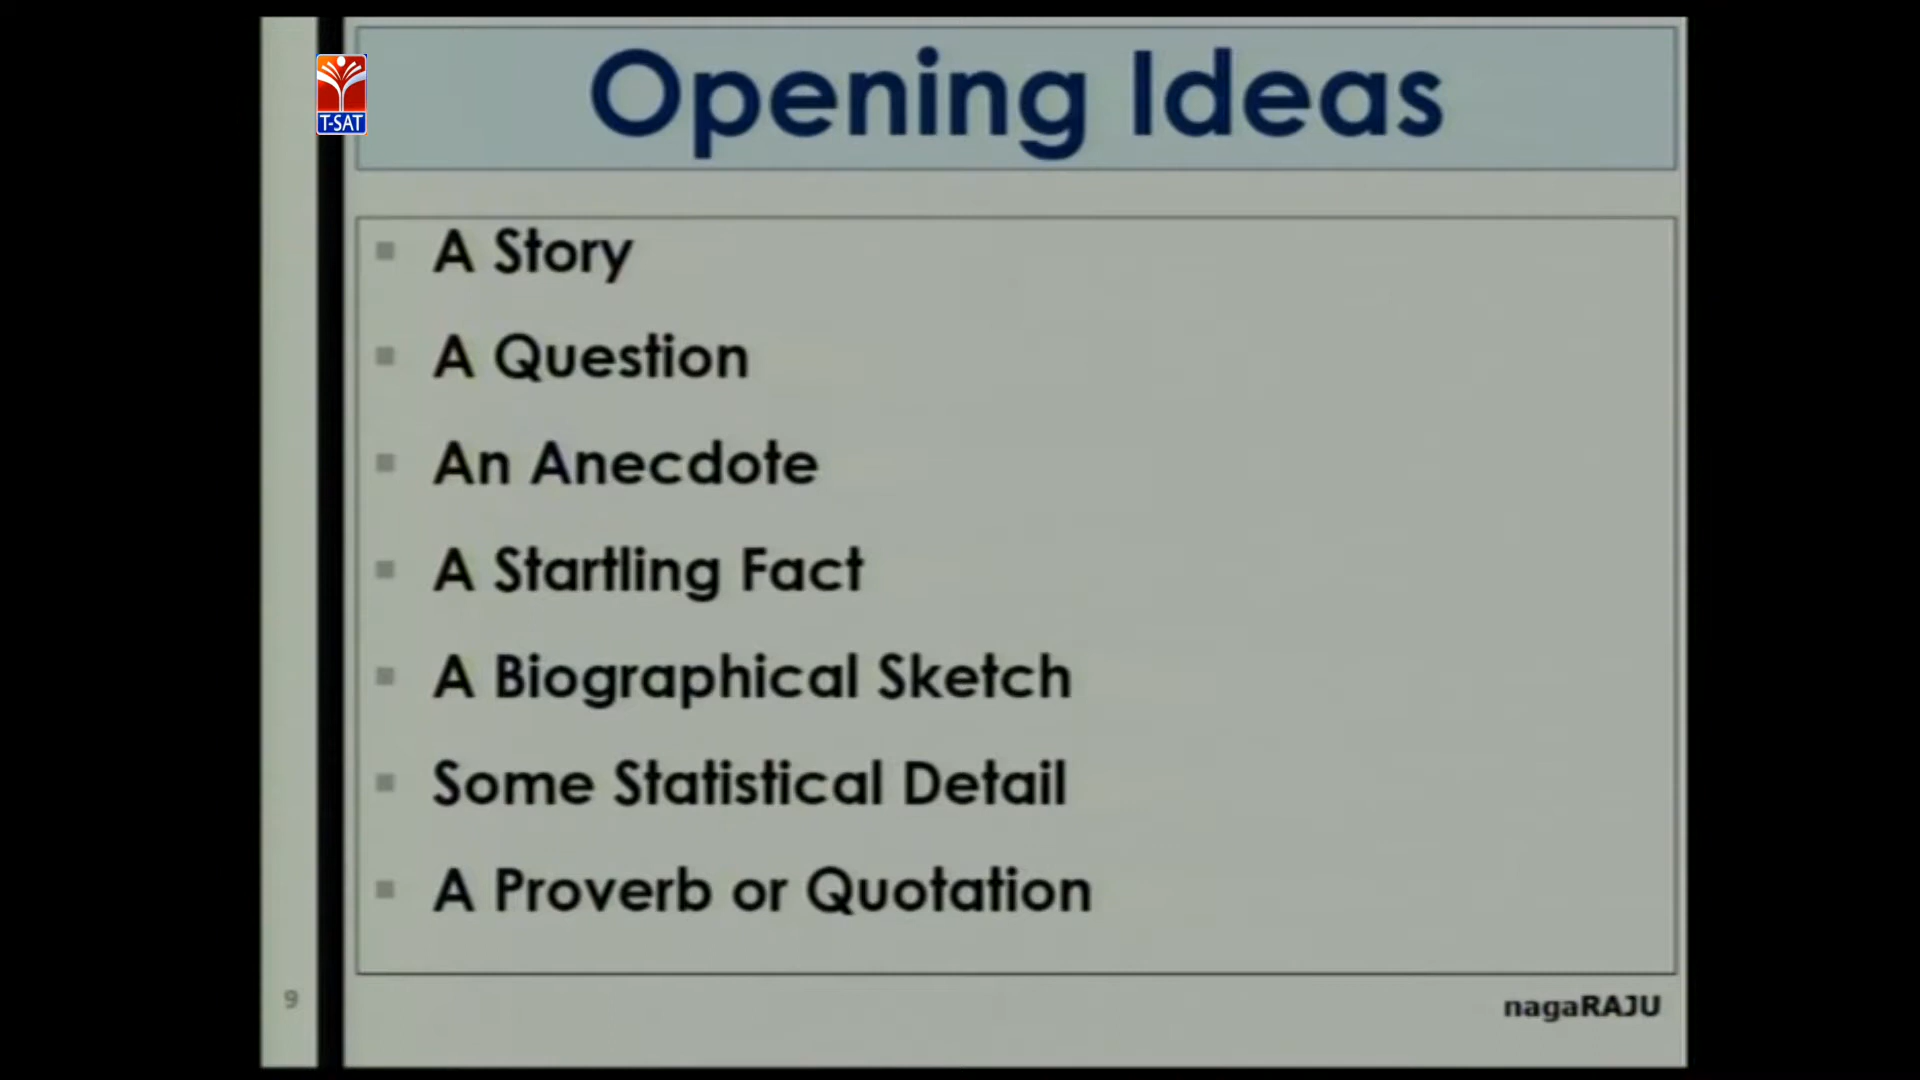 T-SAT
Opening Ideas
A Story
A Question
An Anecdote
A Startling Fact
A Biographical Sketch
Some Statistical Detail
A Proverb or Quotation
9
nagaRAJU